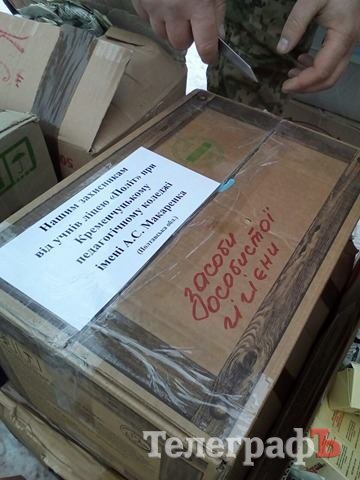 Нашим захисникам
від учнів ліцею «Політ» при
Кременчуцькому
педагогічному коледжі
імені А.С. Макаренка
(Полтавська обл.)
засоби
особистої
гігієни
ТелеграфЪ